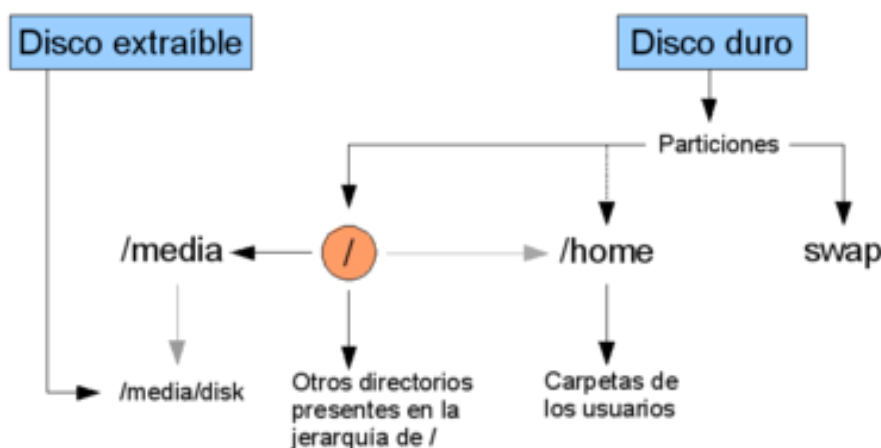 Disco extraíble
Disco duro
Particiones
/media
/
/home
swap
/media/disk
Otros directorios
presentes en la
jerarquía de /
Carpetas de
los usuarios